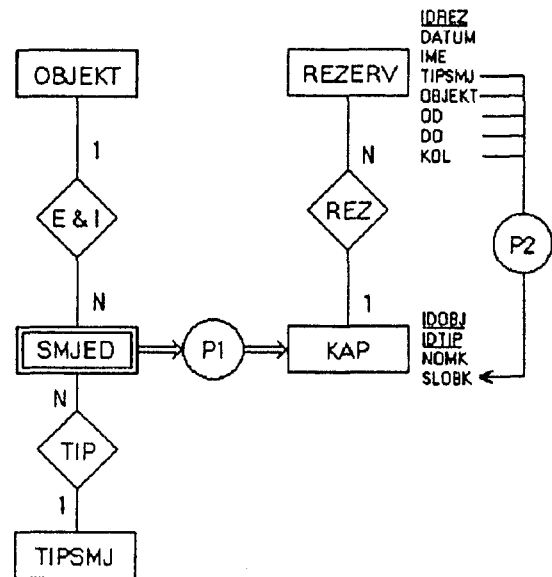 OBJEKT
1
E & I
N
SMJED
N
TIP
1
TIPSMJ
P1
REZERV
N
REZ
1
KAP
IDREZ
DATUM
IME
TIPSMJ
OBJEKT
OD
DO
KOL
P2
IDOBJ
IDTIP
NOMK
SLOBK